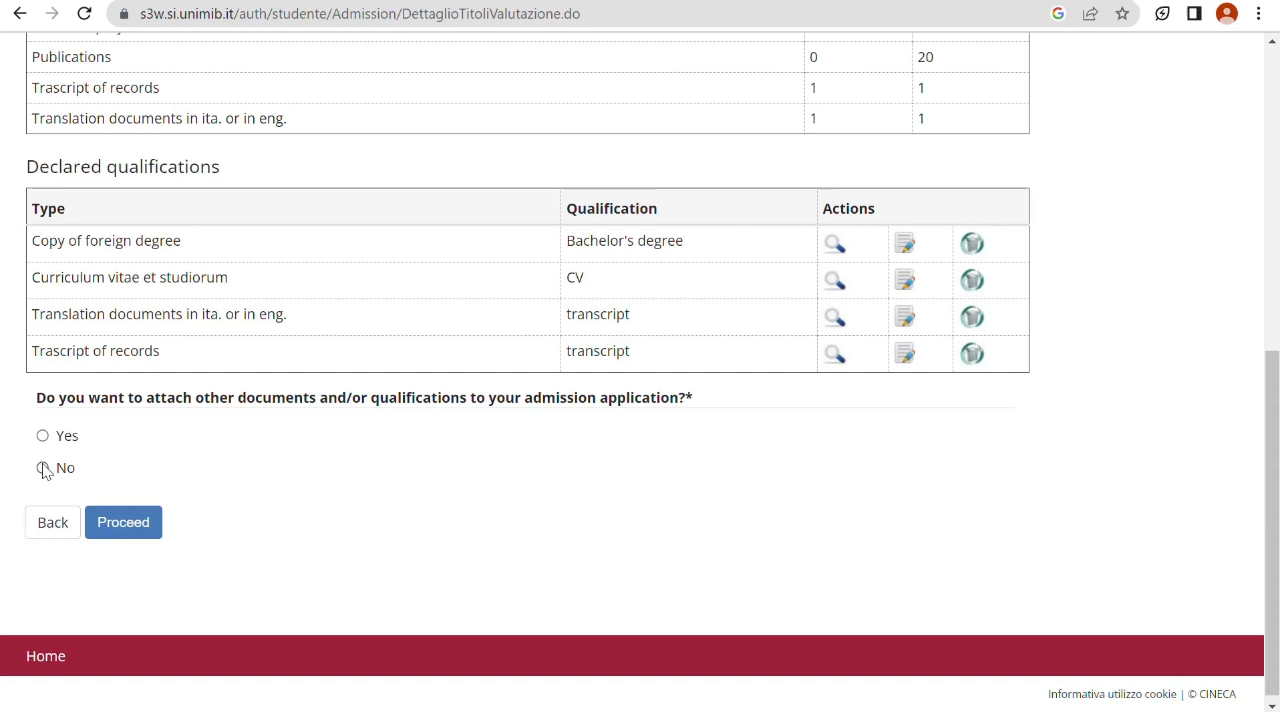 s3w.si.unimib.it/auth/studente/Admission/DettaglioTitoliValutazione.do
Publications 0 20
Trascript of records 1 1
Translation documents in ita. or in eng. 1 1
Declared qualifications
Type Qualification Actions
Copy of foreign degree Bachelor's degree
Curriculum vitae et studiorum CV
Translation documents in ita. or in eng. transcript
Trascript of records transcript
Do you want to attach other documents and/or qualifications to your admission application?*
Yes
No
Back Proceed
Home
Informativa utilizzo cookie | © CINECA